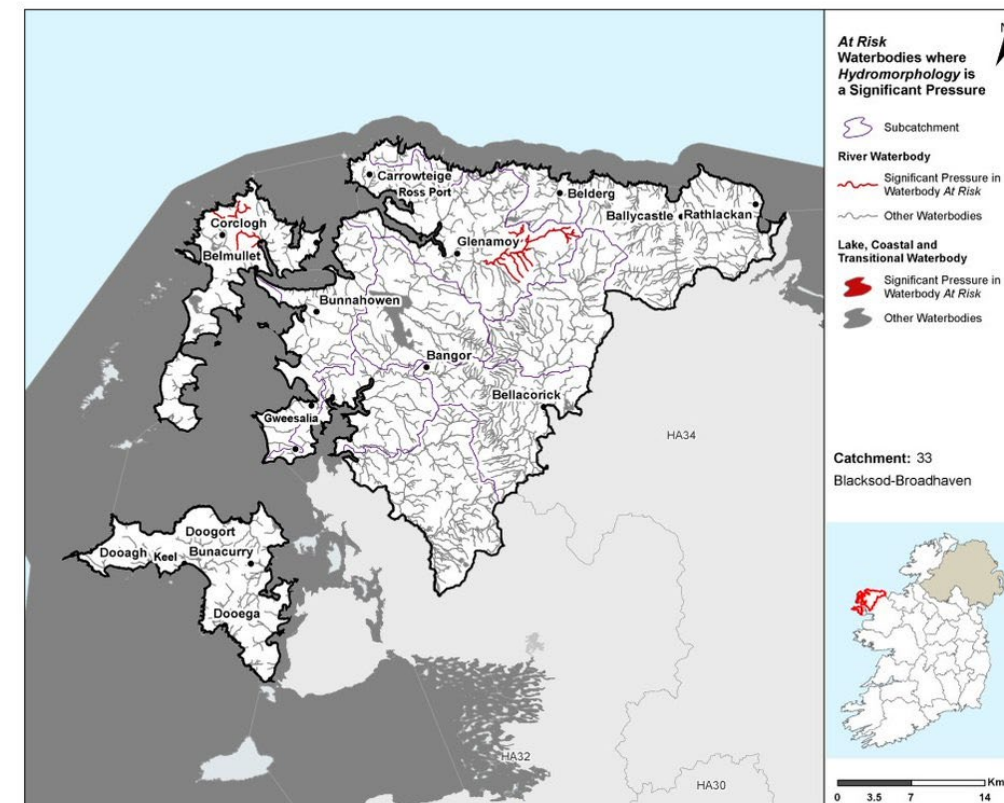 At Risk
Waterbodies where
Hydromorphology is
a Significant Pressure
N
Subcatchment
River Waterbody
Significant Pressure in
Waterbody At Risk
Other Waterbodies
Lake, Coastal and
Transitional Waterbody
Significant Pressure in
Waterbody At Risk
Other Waterbodies
Catchment: 33
Blacksod-Broadhaven
Km
0 3.5 7 14
Carrowteige
Ross Port
Belderg
Ballycastle
Rathlackan
Corclogh
Glenamoy
Belmullet
Bunnahowen
Bangor
Bellacorick
Gweesalia
HA34
Doogort
Dooagh
Keel
Bunacurry
Dooega
HA32
HA30